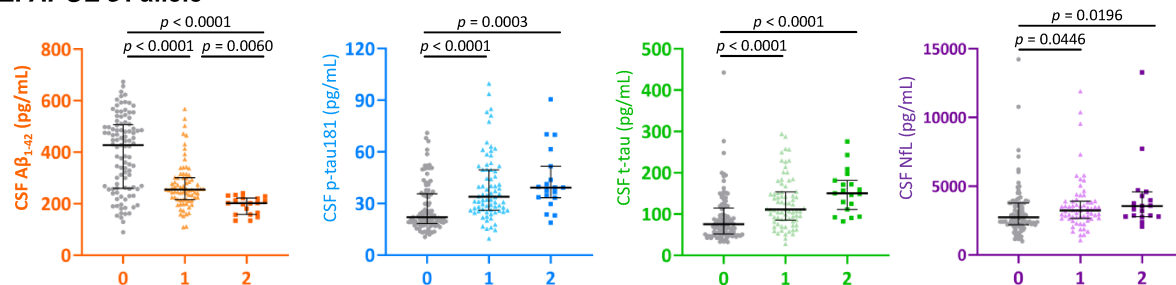 p < 0.0001
p < 0.0001 p = 0.0060
800
600
400
200
0
CSF Aβ1-42 (pg/mL)
0 1 2
p = 0.0003
p < 0.0001
120
90
60
30
0
CSF p-tau181 (pg/mL)
0 1 2
p < 0.0001
p < 0.0001
500
400
300
200
100
0
CSF t-tau (pg/mL)
0 1 2
p = 0.0196
p = 0.0446
15000
10000
5000
0
CSF NfL (pg/mL)
0 1 2